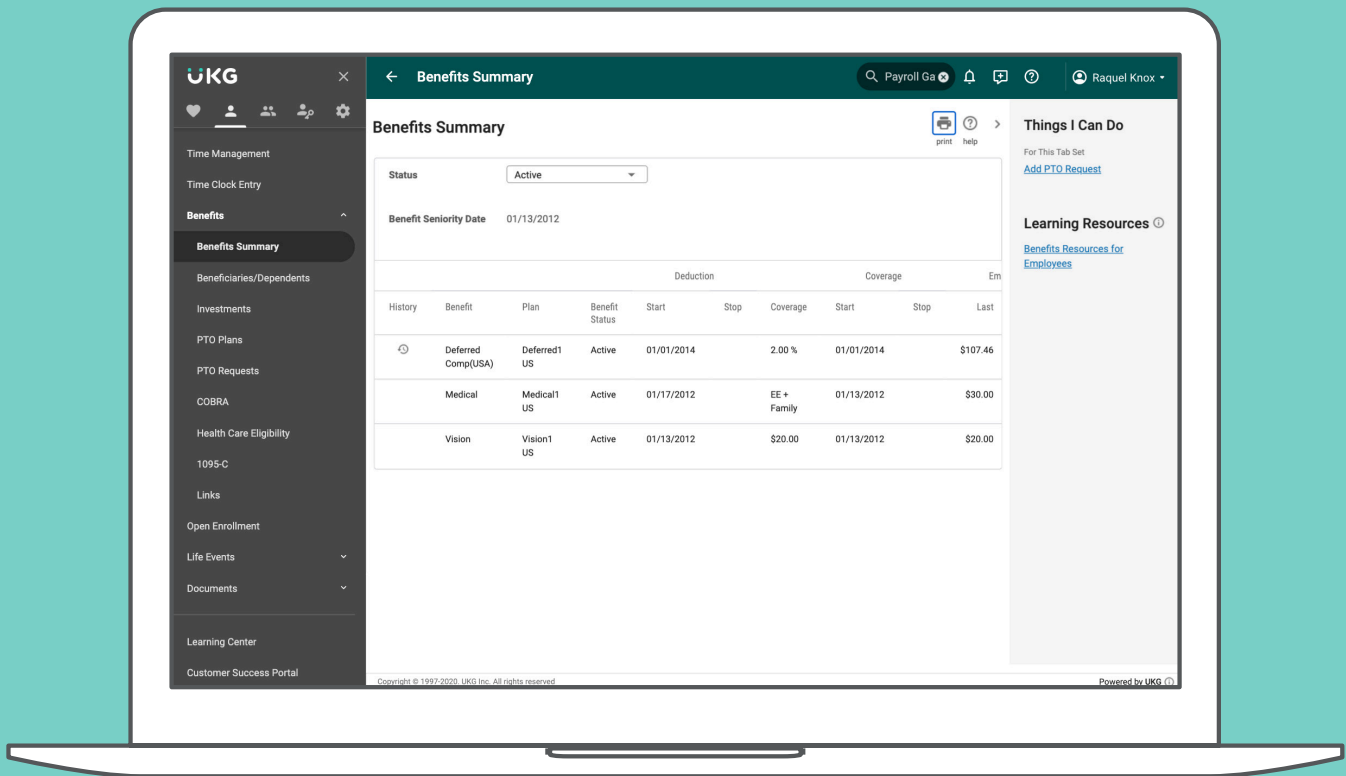 UKG
Benefits Summary
Payroll Ga
Raquel Knox
Time Management
Time Clock Entry
Benefits
Benefits Summary
Beneficiaries/Dependents
Investments
PTO Plans
PTO Requests
COBRA
Health Care Eligibility
1095-C
Links
Open Enrollment
Life Events
Documents
Learning Center
Customer Success Portal
Benefits Summary
print help
Status Active
Benefit Seniority Date 01/13/2012
Deduction Coverage Em
History Benefit Plan Benefit Status Start Stop Coverage Start Stop Last
Deferred Comp(USA) Deferred1 US Active 01/01/2014 2.00 % 01/01/2014 $107.46
Medical Medical1 US Active 01/17/2012 EE + Family 01/13/2012 $30.00
Vision Vision1 US Active 01/13/2012 $20.00 01/13/2012 $20.00
Things I Can Do
For This Tab Set
Add PTO Request
Learning Resources
Benefits Resources for
Employees
Copyright © 1997-2020. UKG Inc. All rights reserved
Powered by UKG